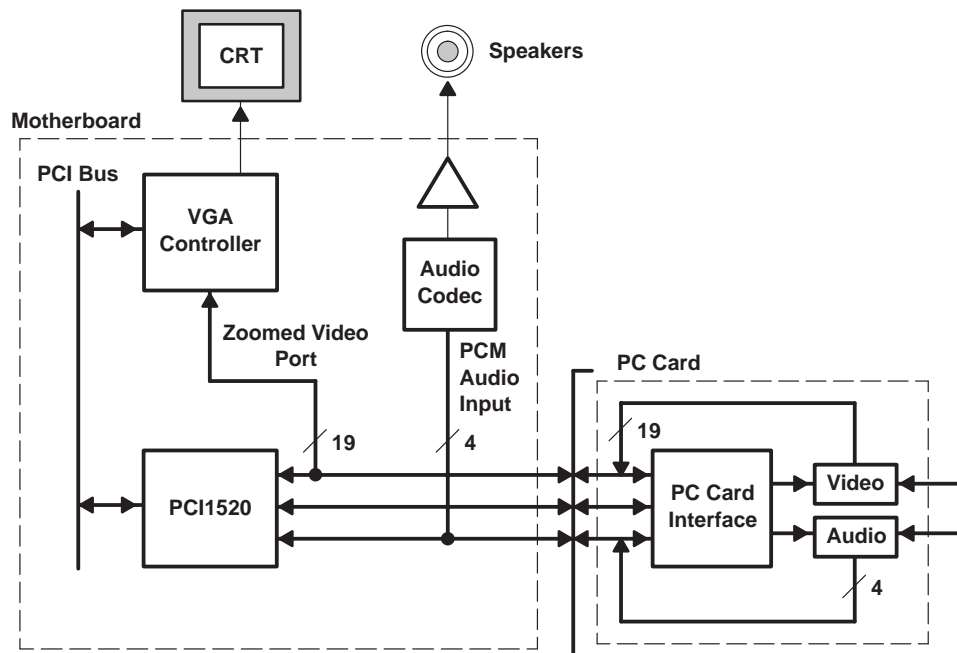 CRT
Speakers
Motherboard
PCI Bus
VGA
Controller
Audio
Codec
Zoomed Video
Port
PCM
Audio
Input
PC Card
19
4
19
PCI1520
PC Card
Interface
Video
Audio
4